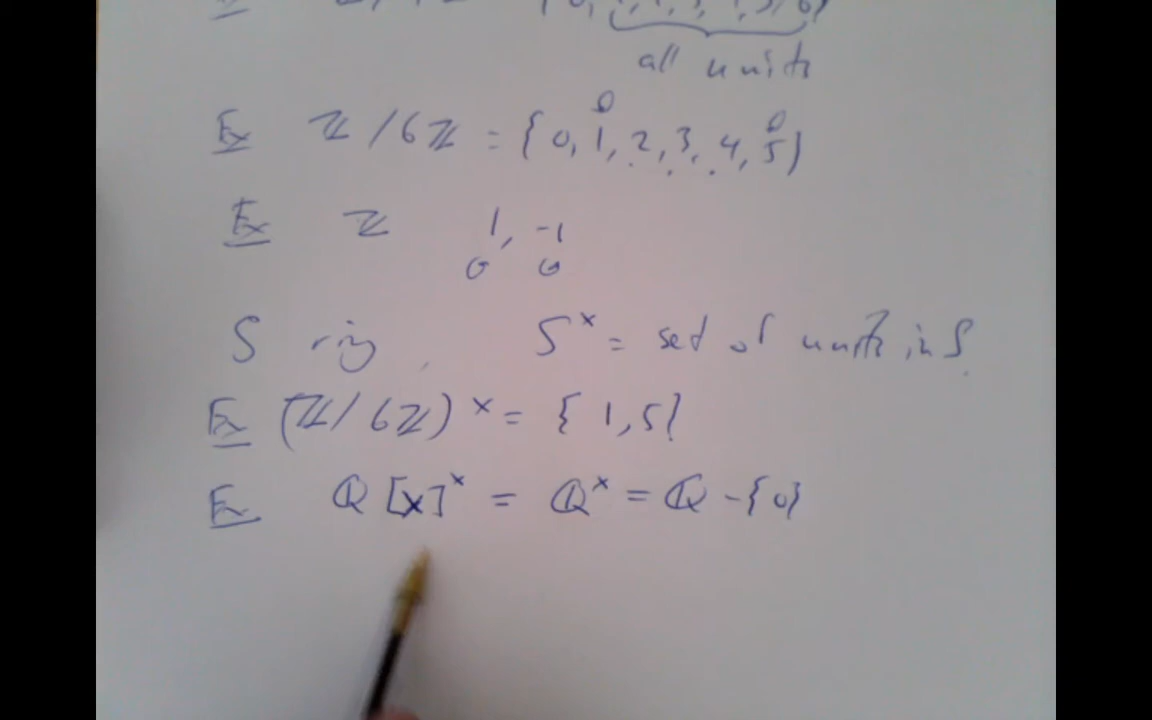 all units
Ex ℤ/6ℤ = {0, 1, 2, 3, 4, 5}
Ex ℤ 1, -1
S ring, S^x = set of units in S.
Ex (ℤ/6ℤ)^x = {1, 5}
Ex ℚ[x]^x = ℚ^x = ℚ - {0}